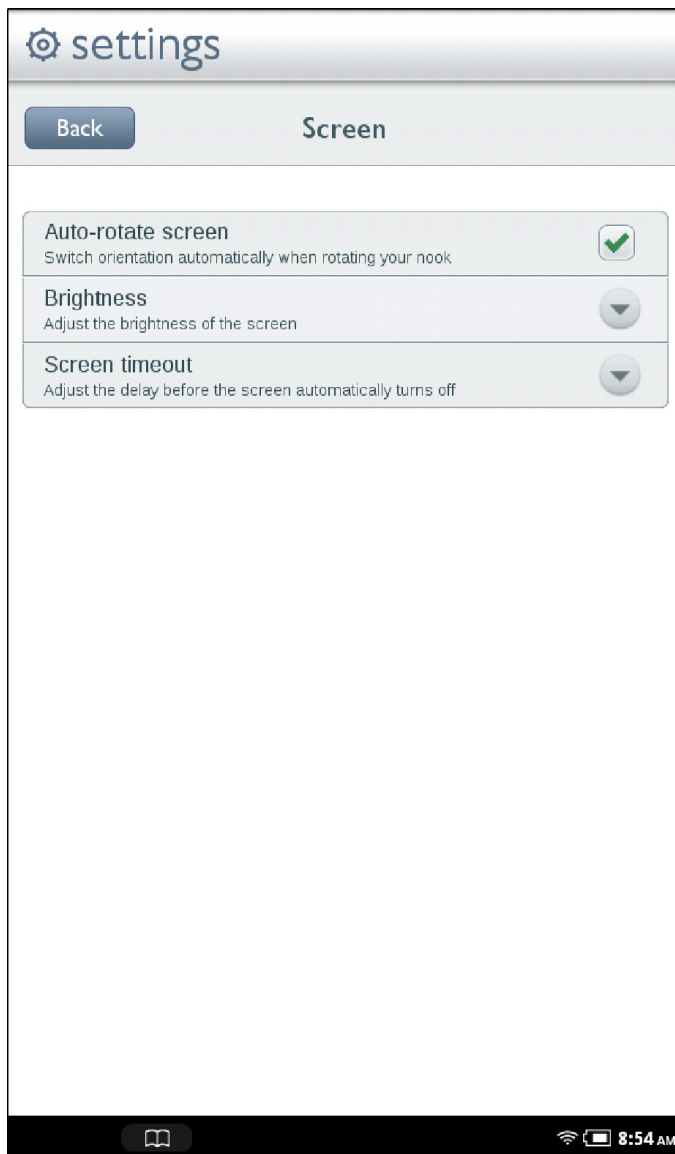 settings
Back
Screen
Auto-rotate screen
Switch orientation automatically when rotating your nook
Brightness
Adjust the brightness of the screen
Screen timeout
Adjust the delay before the screen automatically turns off
8:54 AM